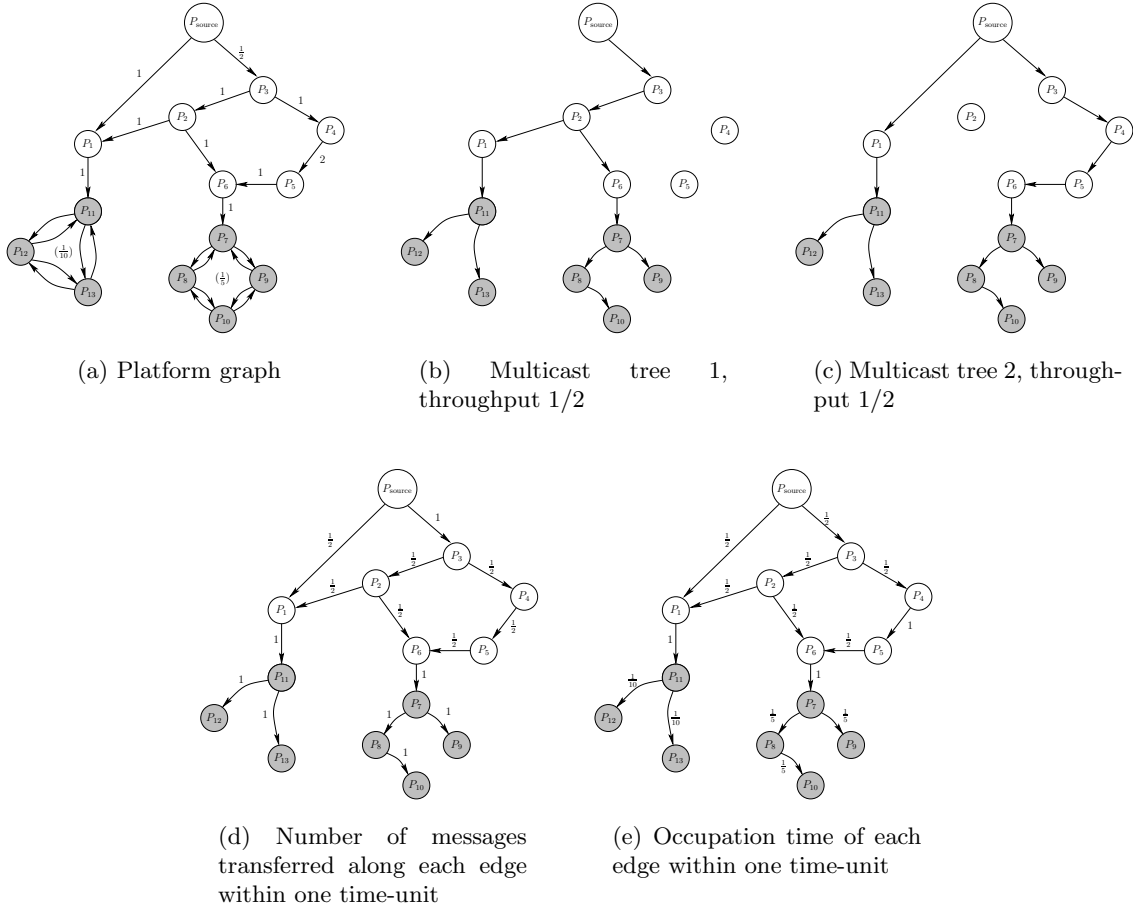 P_source
1
1/2
P_3
1
1
P_2
P_4
P_1
1
1
2
1
P_6
1
P_5
P_11
1
P_7
P_12
(1/10)
P_8
(1/5)
P_9
P_13
P_10
(a) Platform graph
P_source
P_3
P_2
P_4
P_1
P_6
P_5
P_11
P_7
P_12
P_8
P_9
P_13
P_10
(b) Multicast tree 1,
throughput 1/2
P_source
P_3
P_2
P_4
P_1
P_6
P_5
P_11
P_7
P_12
P_8
P_9
P_13
P_10
(c) Multicast tree 2, through-
put 1/2
P_source
1/2
1
P_3
1/2
1/2
P_2
P_4
1/2
P_1
1/2
1/2
1
P_6
1/2
P_5
P_11
1
1
P_7
P_12
1
1
1
P_8
P_9
1
P_13
P_10
(d) Number of messages
transferred along each edge
within one time-unit
P_source
1/2
1/2
P_3
1/2
1/2
P_2
P_4
1/2
P_1
1/2
1
1
P_6
1/2
P_5
P_11
1
1/10
P_7
P_12
1/10
1/5
1/5
P_8
P_9
1/5
P_13
P_10
(e) Occupation time of each
edge within one time-unit